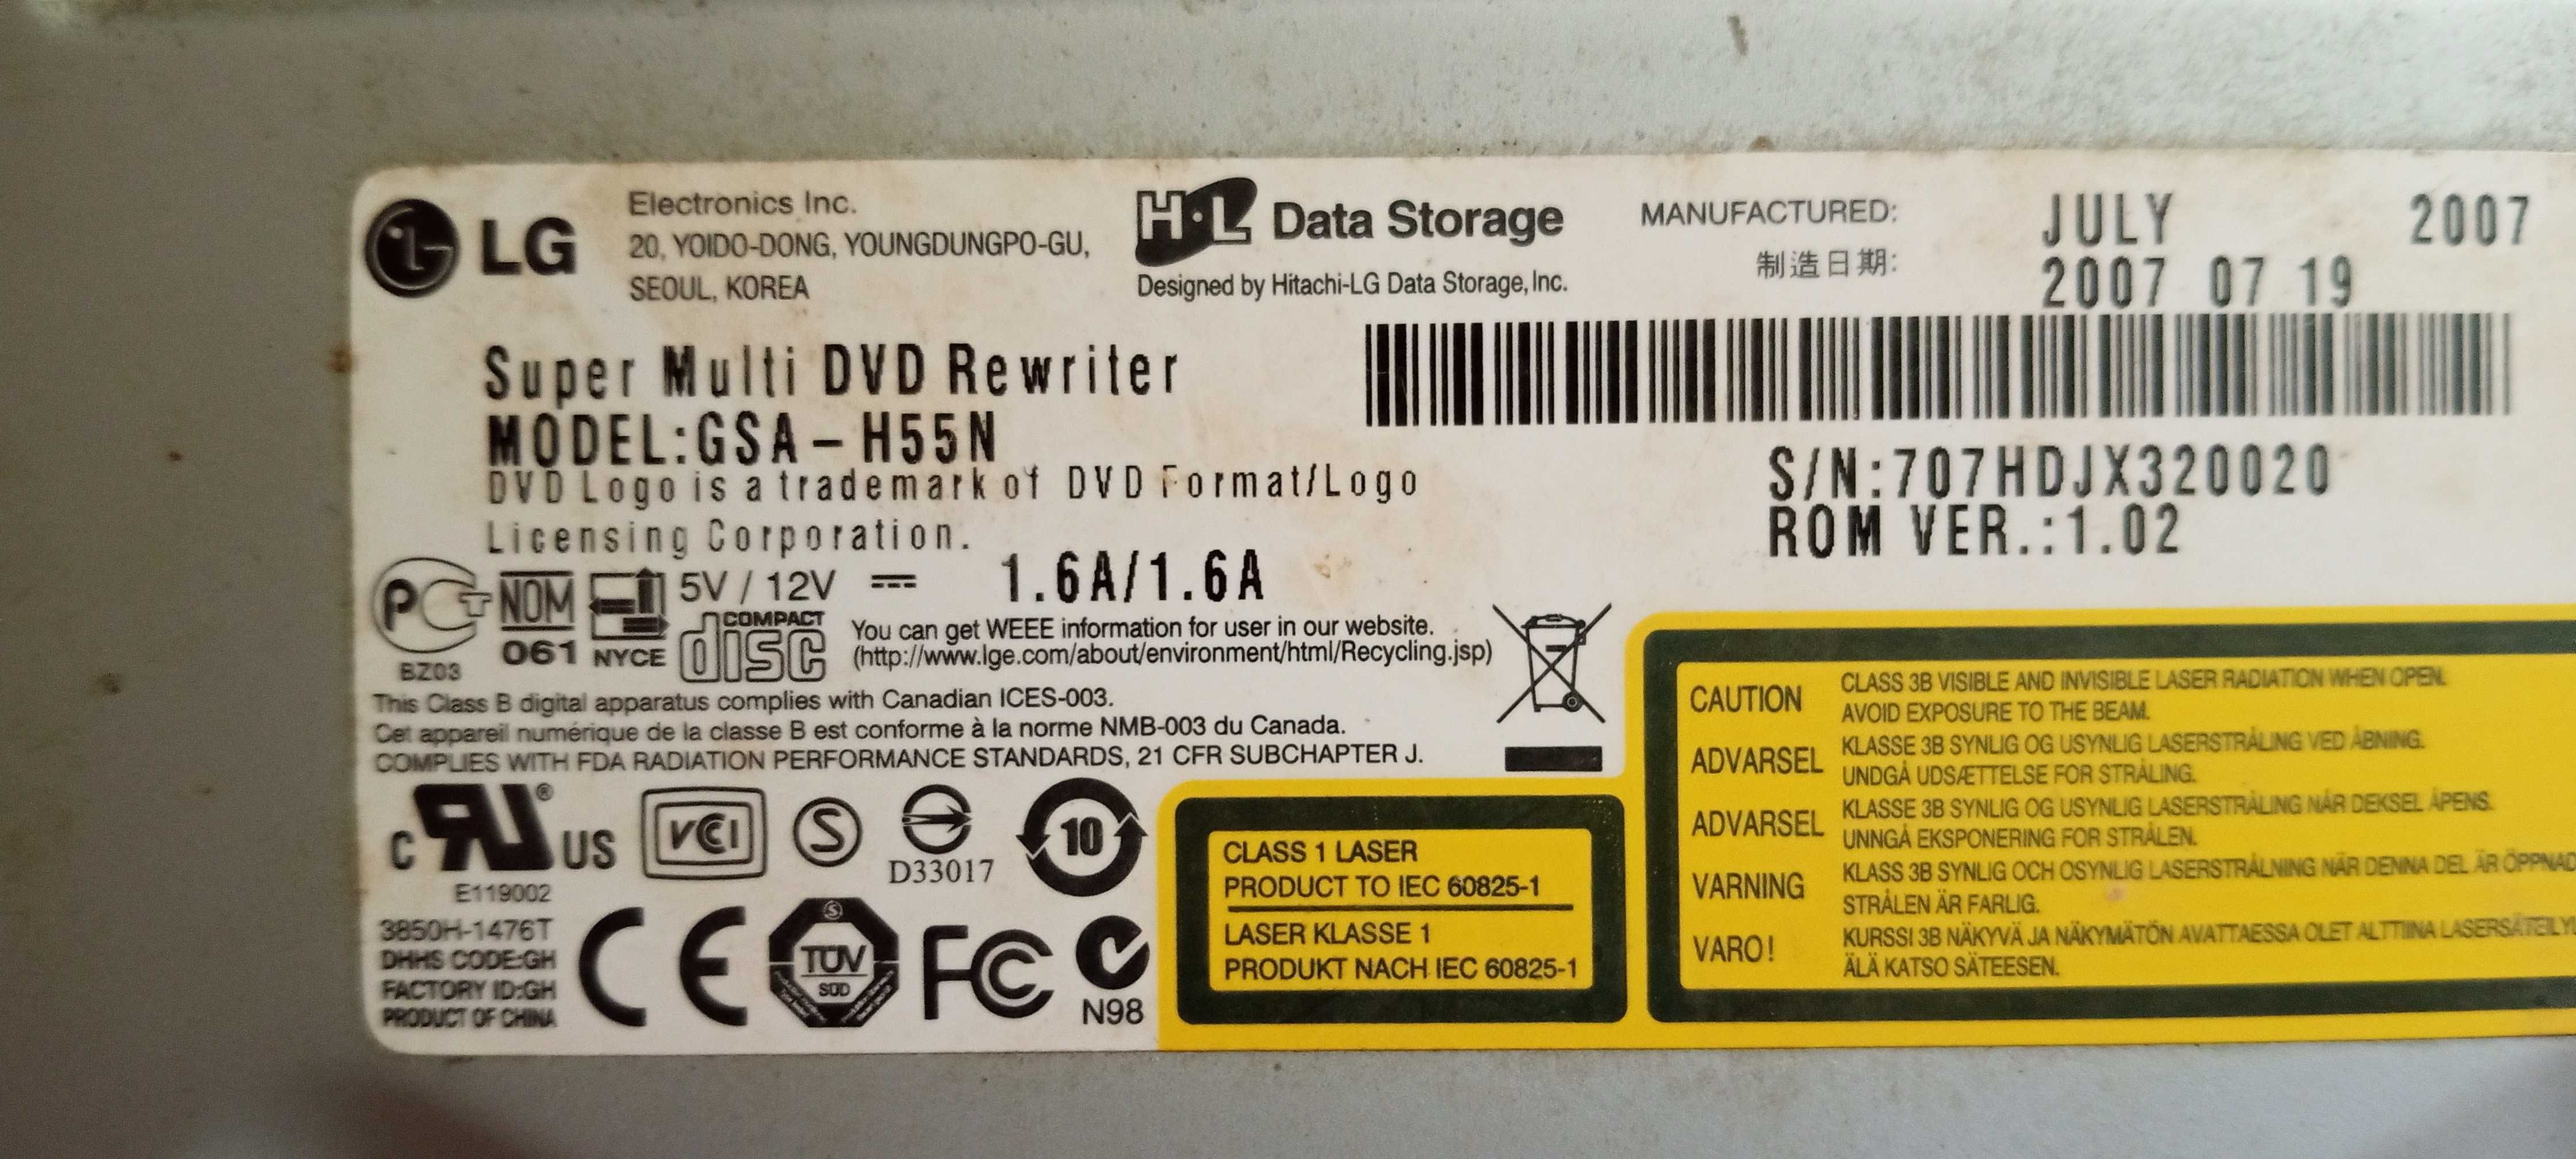 LG
Electronics Inc.
20, YOIDO-DONG, YOUNGDUNGPO-GU,
SEOUL, KOREA
H·L Data Storage
Designed by Hitachi-LG Data Storage, Inc.
MANUFACTURED: JULY 2007
制造日期: 2007 07 19
Super Multi DVD Rewriter
MODEL:GSA-H55N
DVD Logo is a trademark of DVD Format/Logo
Licensing Corporation.
S/N:707HDJX320020
ROM VER.:1.02
5V / 12V 1.6A/1.6A
PCT
BZ03
NOM
061
NYCE
COMPACT
disc
You can get WEEE information for user in our website.
(http://www.lge.com/about/environment/html/Recycling.jsp)
This Class B digital apparatus complies with Canadian ICES-003.
Cet appareil numérique de la classe B est conforme à la norme NMB-003 du Canada.
COMPLIES WITH FDA RADIATION PERFORMANCE STANDARDS, 21 CFR SUBCHAPTER J.
C US ®
E119002
VCI
S
D33017
10
3850H-1476T
DHHS CODE:GH
FACTORY ID:GH
PRODUCT OF CHINA
CE
S
TÜV
SÜD
FC
N98
CLASS 1 LASER
PRODUCT TO IEC 60825-1
LASER KLASSE 1
PRODUKT NACH IEC 60825-1
CAUTION CLASS 3B VISIBLE AND INVISIBLE LASER RADIATION WHEN OPEN.
AVOID EXPOSURE TO THE BEAM.
ADVARSEL KLASSE 3B SYNLIG OG USYNLIG LASERSTRÅLING VED ÅBNING.
UNDGÅ UDSÆTTELSE FOR STRÅLING.
ADVARSEL KLASSE 3B SYNLIG OG USYNLIG LASERSTRÅLING NÅR DEKSEL ÅPENS.
UNNGÅ EKSPONERING FOR STRÅLEN.
VARNING KLASS 3B SYNLIG OCH OSYNLIG LASERSTRÅLNING NÄR DENNA DEL ÄR ÖPPNAD
STRÅLEN ÄR FARLIG.
VARO! KURSSI 3B NÄKYVÄ JA NÄKYMÄTÖN AVATTAESSA OLET ALTTIINA
ÄLÄ KATSO SÄTEESEN.